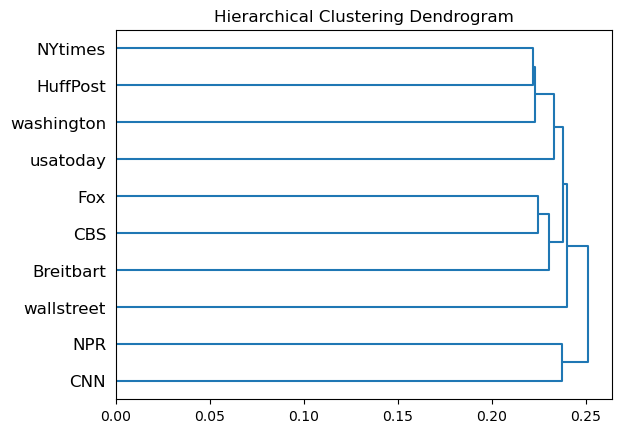 Hierarchical Clustering Dendrogram
NYtimes
HuffPost
washington
usatoday
Fox
CBS
Breitbart
wallstreet
NPR
CNN
0.00 0.05 0.10 0.15 0.20 0.25